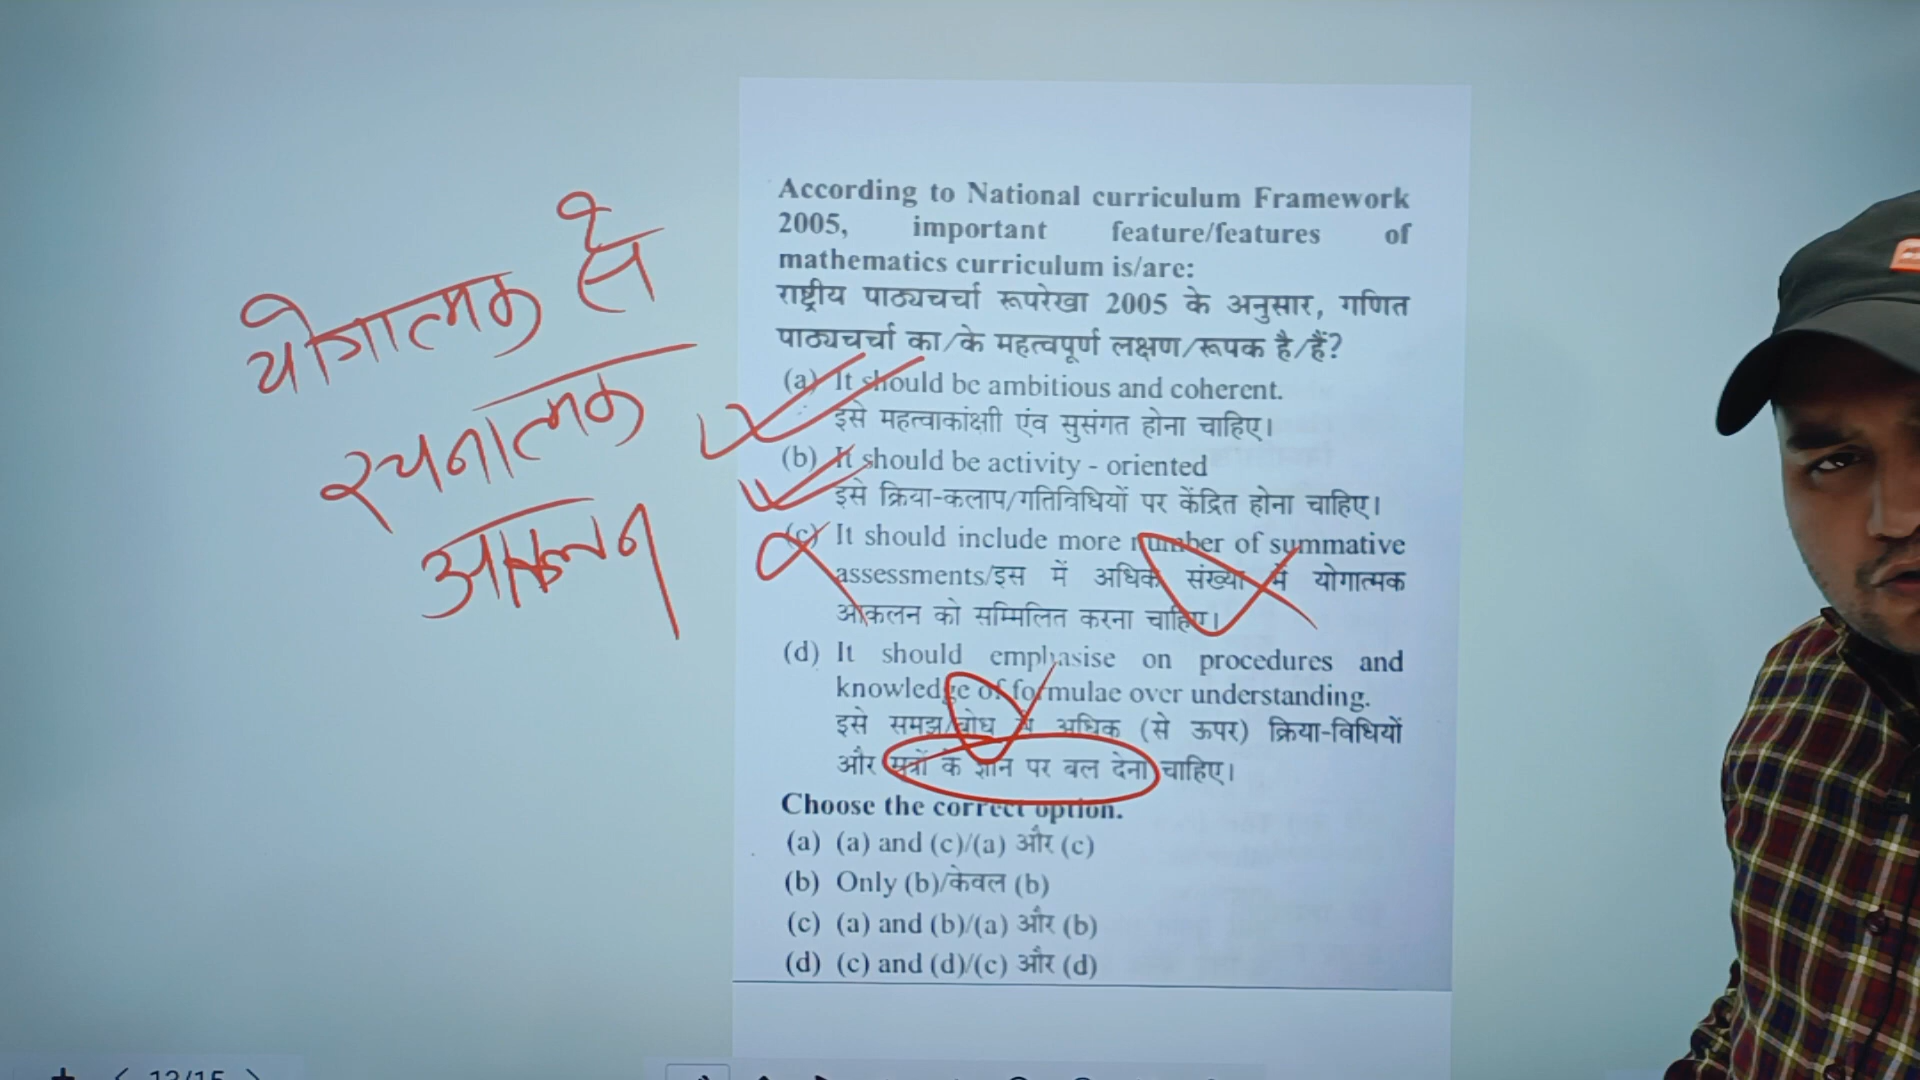 योगात्मक से
रचनात्मक
आकलन
According to National curriculum Framework
2005, important feature/features of
mathematics curriculum is/are:
राष्ट्रीय पाठ्यचर्चा रूपरेखा 2005 के अनुसार, गणित
पाठ्यचर्चा का/के महत्वपूर्ण लक्षण/रूपक है/हैं?
(a) It should be ambitious and coherent.
इसे महत्वाकांक्षाी एंव सुसंगत होना चाहिए।
(b) It should be activity - oriented
इसे क्रिया-कलाप/गतिविधियों पर केंद्रित होना चाहिए।
(c) It should include more number of summative
assessments/इस में अधिक संख्या में योगात्मक
आकलन को सम्मिलित करना चाहिए।
(d) It should emphasise on procedures and
knowledge of formulae over understanding.
इसे समझ/बोध से अधिक (से ऊपर) क्रिया-विधियों
और सूत्रों के ज्ञान पर बल देना चाहिए।
Choose the correct option.
(a) (a) and (c)/(a) और (c)
(b) Only (b)/केवल (b)
(c) (a) and (b)/(a) और (b)
(d) (c) and (d)/(c) और (d)